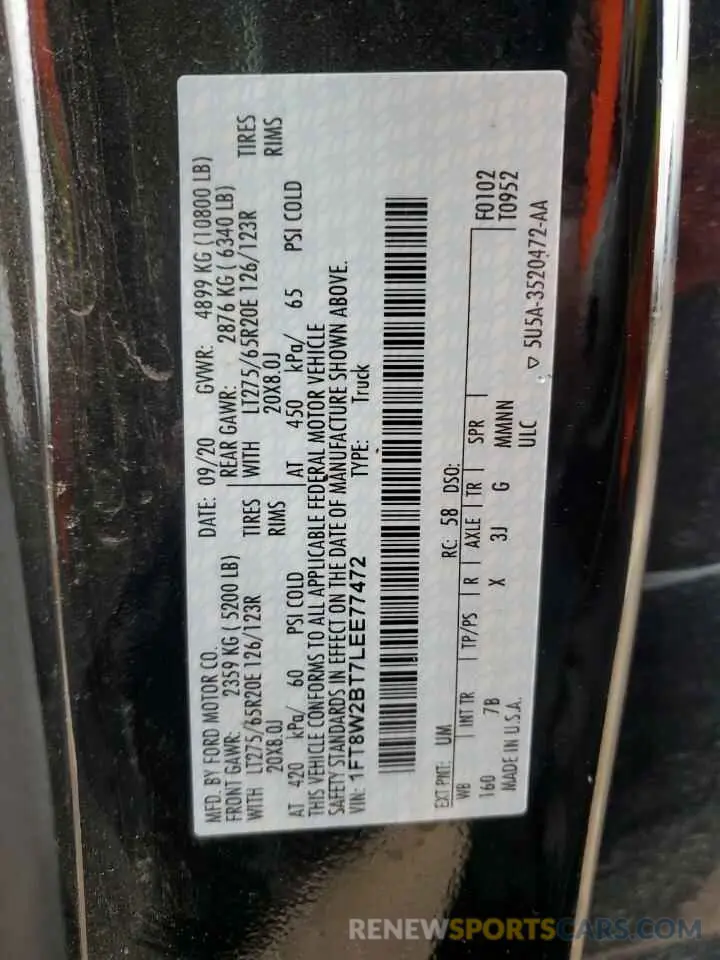 MFD. BY FORD MOTOR CO.
DATE: 09/20 GVWR: 4899 KG (10800 LB)
FRONT GAWR: 2359 KG ( 5200 LB)
REAR GAWR: 2876 KG ( 6340 LB)
WITH LT275/65R20E 126/123R TIRES
WITH LT275/65R20E 126/123R TIRES
20X8.0J RIMS
20X8.0J RIMS
AT 420 kPa/ 60 PSI COLD
AT 450 kPa/ 65 PSI COLD
THIS VEHICLE CONFORMS TO ALL APPLICABLE FEDERAL MOTOR VEHICLE
SAFETY STANDARDS IN EFFECT ON THE DATE OF MANUFACTURE SHOWN ABOVE.
VIN: 1FT8W2BT7LEE77472 TYPE: Truck
EXT PNT: UM RC: 58 DSO:
WB INT TR TP/PS R AXLE TR SPR F0102
160 7B X 3J G MMNN T0952
MADE IN U.S.A. ULC
▽ 5U5A-3520472-AA
RENEWSPORTSCARS.COM